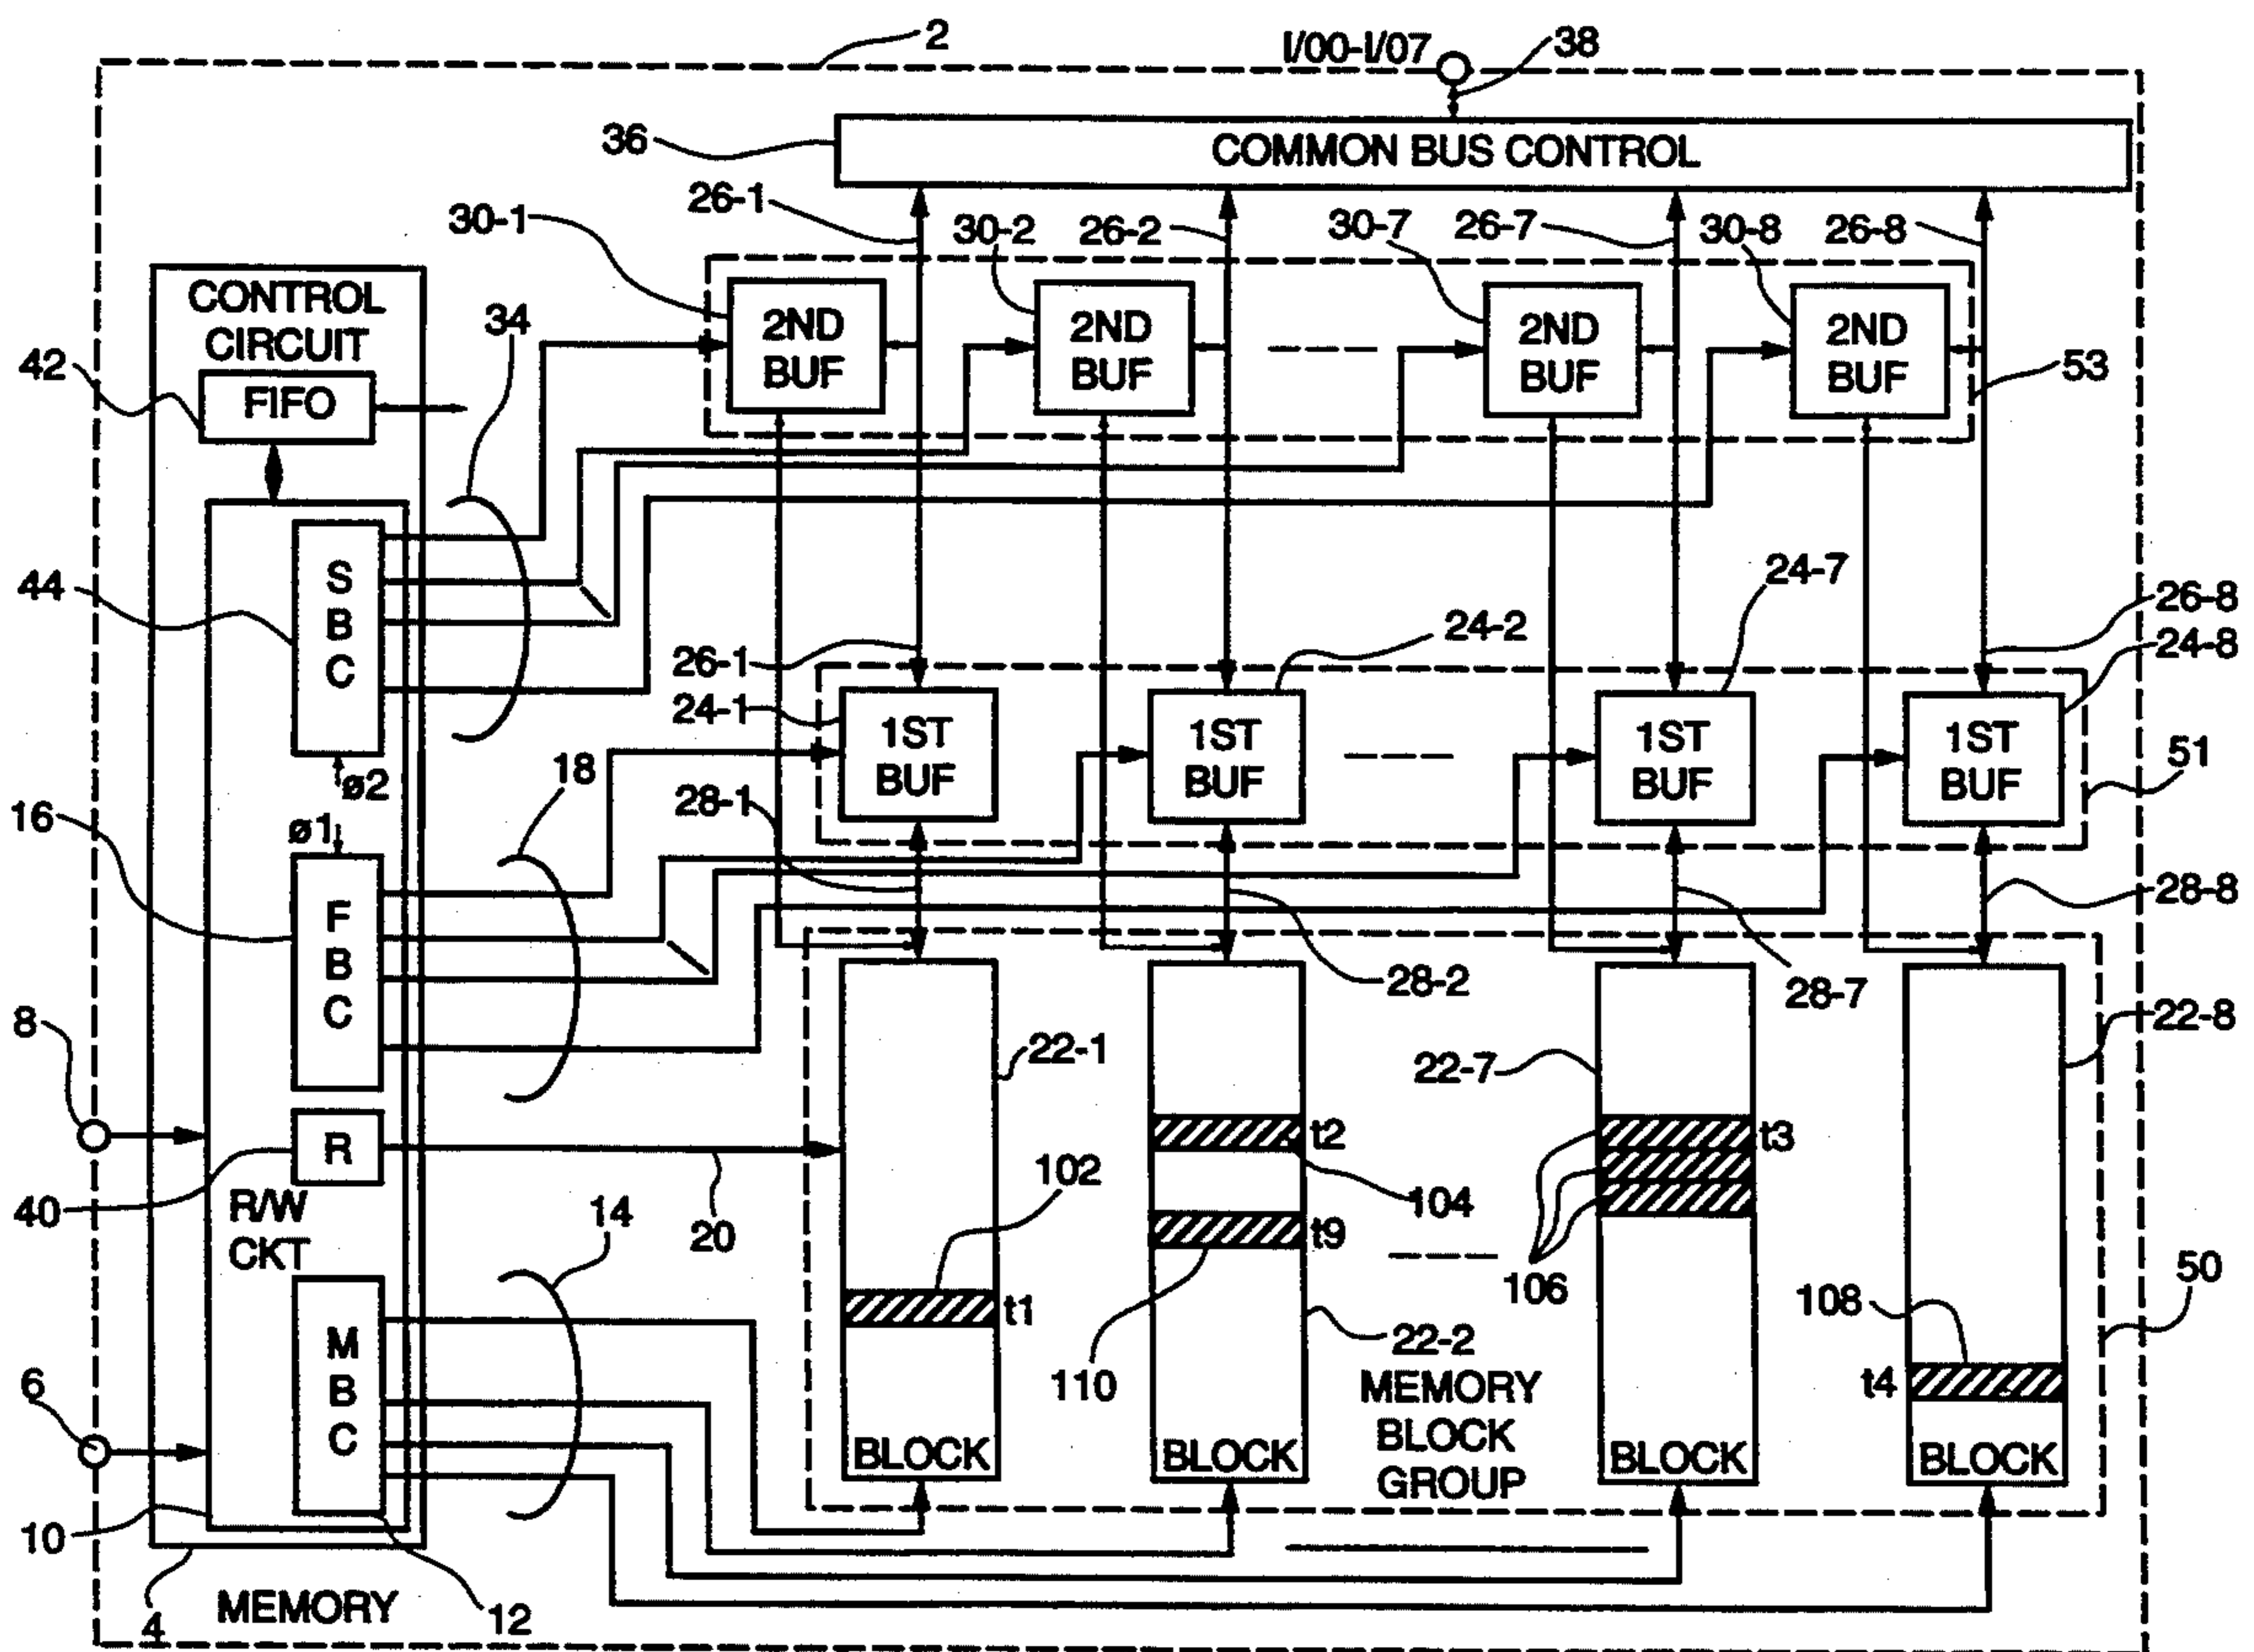 2
I/00-I/07
38
36
COMMON BUS CONTROL
26-1
30-1
30-2
26-2
30-7
26-7
30-8
26-8
CONTROL
CIRCUIT
34
2ND
BUF
2ND
BUF
2ND
BUF
2ND
BUF
53
42
FIFO
44
S
B
C
ø2
24-7
26-8
24-2
24-8
26-1
24-1
1ST
BUF
1ST
BUF
1ST
BUF
1ST
BUF
51
18
28-1
16
ø1
F
B
C
28-8
28-2
28-7
22-8
8
22-1
22-7
R
t2
t3
40
R/W
CKT
20
102
104
14
t9
106
50
108
t1
22-2
110
t4
M
B
C
6
MEMORY
BLOCK
GROUP
BLOCK
BLOCK
BLOCK
BLOCK
10
4
MEMORY
12